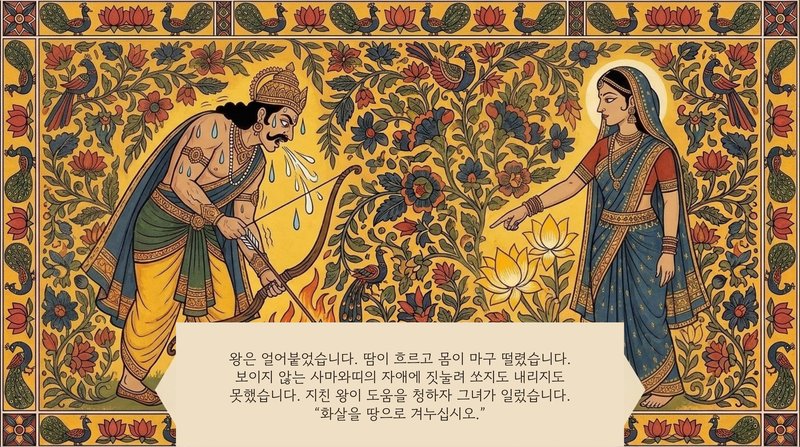 왕은 얼어붙었습니다. 땀이 흐르고 몸이 마구 떨렸습니다.
보이지 않는 사마와띠의 자애에 짓눌려 쏘지도 내리지도
못했습니다. 지친 왕이 도움을 청하자 그녀가 일렀습니다.
“화살을 땅으로 겨누십시오.”